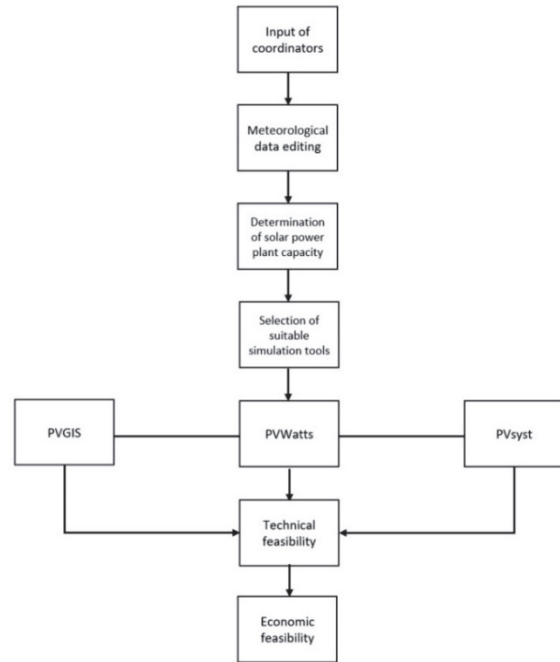 Input of
coordinators
Meteorological
data editing
Determination
of solar power
plant capacity
Selection of
suitable
simulation tools
PVGIS
PVWatts
PVsyst
Technical
feasibility
Economic
feasibility